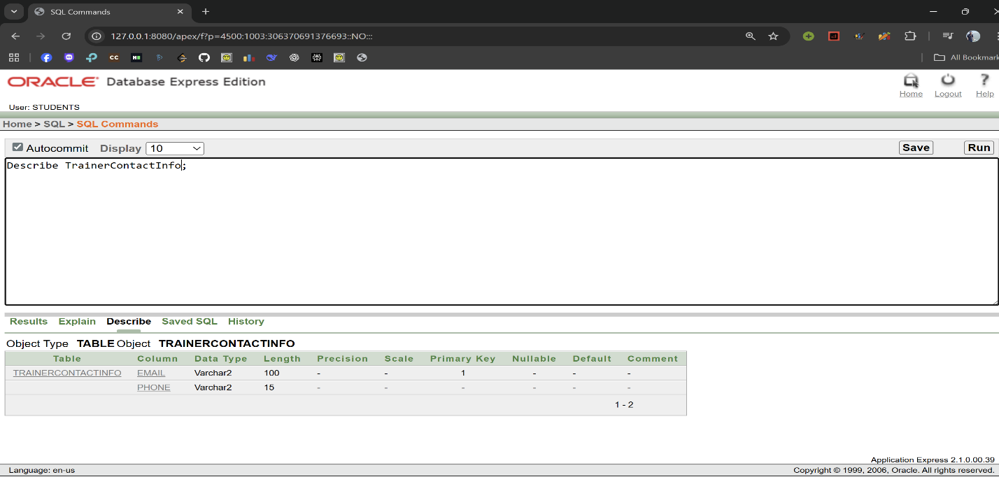 SQL Commands
127.0.0.1:8080/apex/f?p=4500:1003:306370691376693::NO:::
All Bookmark
ORACLE Database Express Edition
Home Logout Help
User: STUDENTS
Home > SQL > SQL Commands
Autocommit Display 10 Save Run
Describe TrainerContactInfo;
Results Explain Describe Saved SQL History
Object Type TABLE Object TRAINERCONTACTINFO
Table Column Data Type Length Precision Scale Primary Key Nullable Default Comment
TRAINERCONTACTINFO EMAIL Varchar2 100 - - 1 - - -
PHONE Varchar2 15 - - - - - -
1 - 2
Application Express 2.1.0.00.39
Language: en-us Copyright © 1999, 2006, Oracle. All rights reserved.